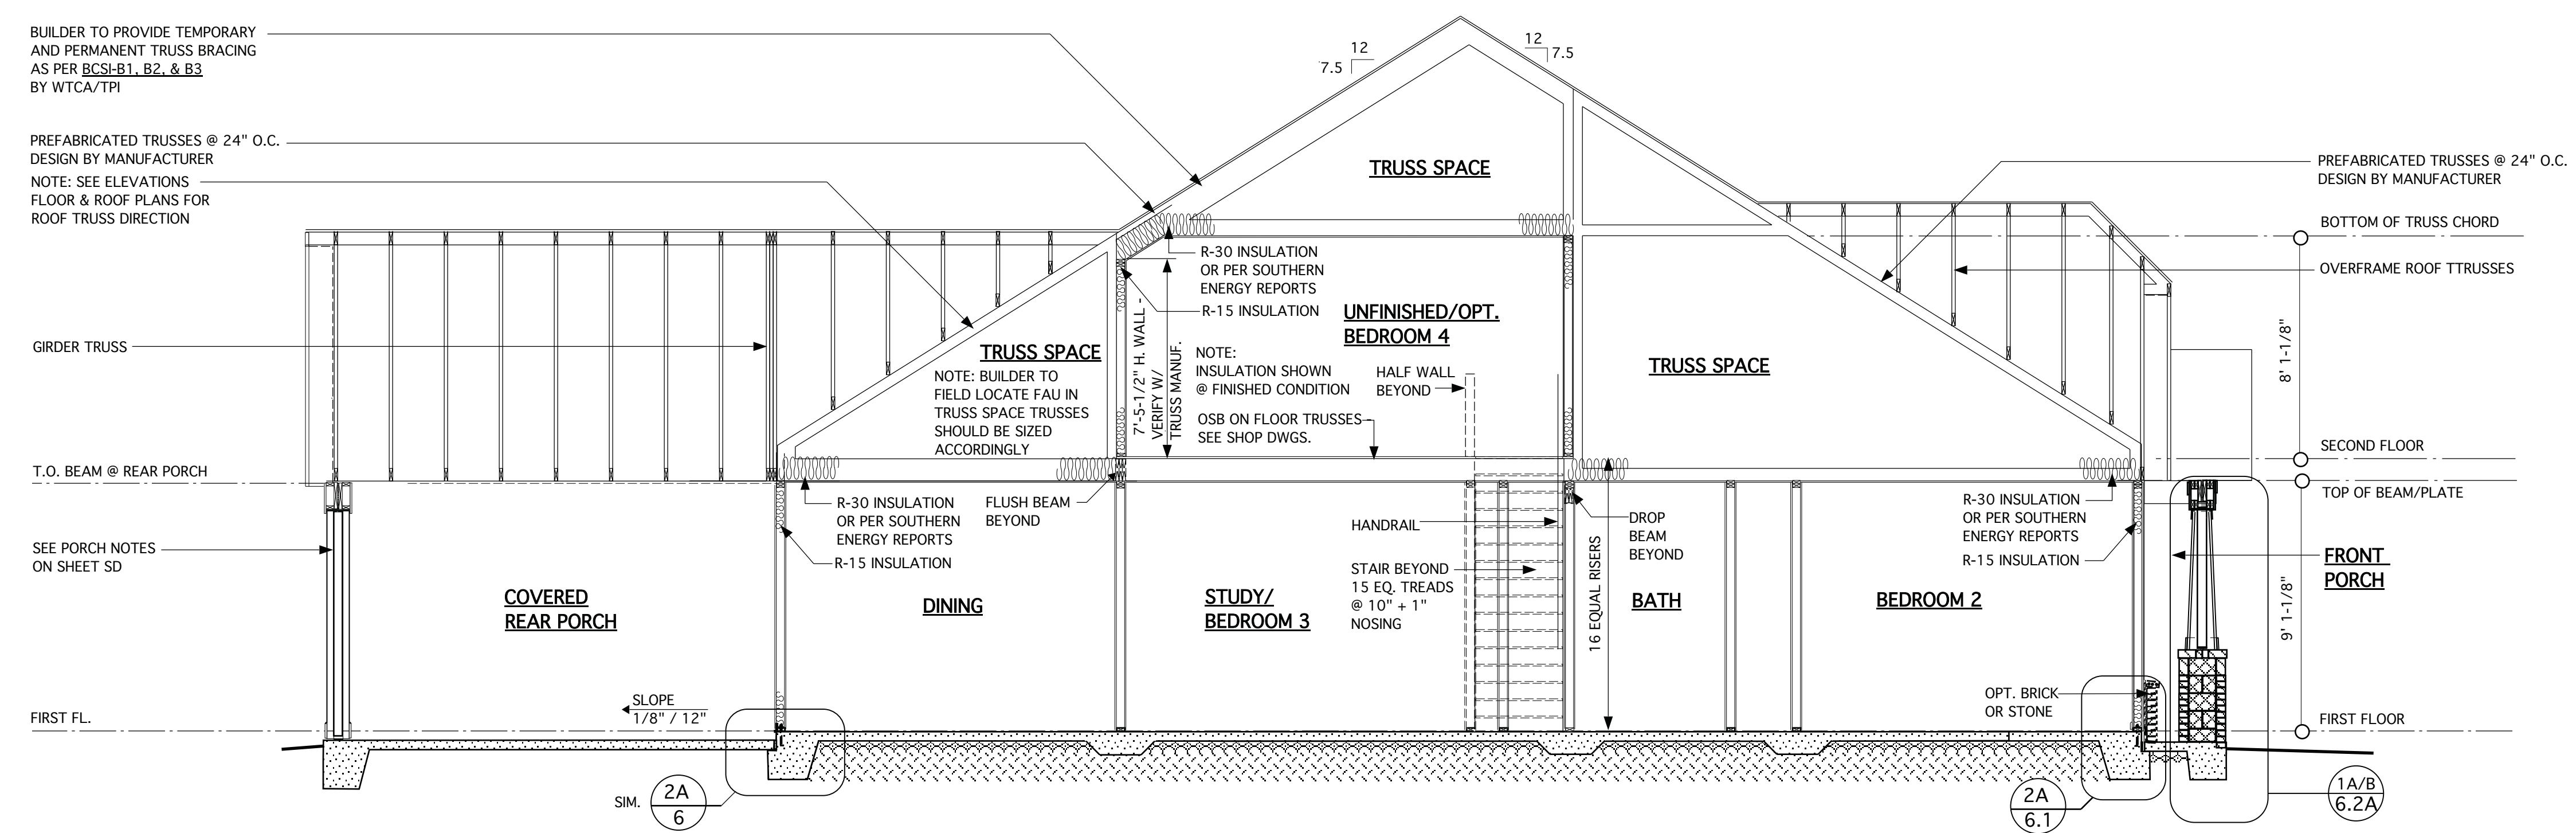 BUILDER TO PROVIDE TEMPORARY
AND PERMANENT TRUSS BRACING
AS PER BCSI-B1, B2, & B3
BY WTCA/TPI
PREFABRICATED TRUSSES @ 24" O.C.
DESIGN BY MANUFACTURER
NOTE: SEE ELEVATIONS
FLOOR & ROOF PLANS FOR
ROOF TRUSS DIRECTION
GIRDER TRUSS
T.O. BEAM @ REAR PORCH
SEE PORCH NOTES
ON SHEET SD
FIRST FL.
12
7.5
12
7.5
TRUSS SPACE
R-30 INSULATION
OR PER SOUTHERN
ENERGY REPORTS
R-15 INSULATION
UNFINISHED/OPT.
BEDROOM 4
NOTE:
INSULATION SHOWN
@ FINISHED CONDITION
HALF WALL
BEYOND
OSB ON FLOOR TRUSSES
SEE SHOP DWGS.
7'-5-1/2" H. WALL -
VERIFY W/
TRUSS MANUF.
TRUSS SPACE
NOTE: BUILDER TO
FIELD LOCATE FAU IN
TRUSS SPACE TRUSSES
SHOULD BE SIZED
ACCORDINGLY
TRUSS SPACE
PREFABRICATED TRUSSES @ 24" O.C.
DESIGN BY MANUFACTURER
BOTTOM OF TRUSS CHORD
OVERFRAME ROOF TTRUSSES
8' 1-1/8"
SECOND FLOOR
TOP OF BEAM/PLATE
R-30 INSULATION
OR PER SOUTHERN
ENERGY REPORTS
R-15 INSULATION
FLUSH BEAM
BEYOND
HANDRAIL
STAIR BEYOND
15 EQ. TREADS
@ 10" + 1"
NOSING
16 EQUAL RISERS
DROP
BEAM
BEYOND
R-30 INSULATION
OR PER SOUTHERN
ENERGY REPORTS
R-15 INSULATION
FRONT
PORCH
9' 1-1/8"
COVERED
REAR PORCH
DINING
STUDY/
BEDROOM 3
BATH
BEDROOM 2
SLOPE
1/8" / 12"
OPT. BRICK
OR STONE
FIRST FLOOR
SIM.
2A
6
2A
6.1
1A/B
6.2A